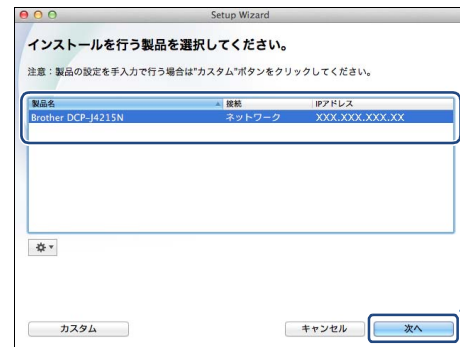 Setup Wizard
インストールを行う製品を選択してください。
注意：製品の設定を手入力で行う場合は"カスタム"ボタンをクリックしてください。
製品名 接続 IPアドレス
Brother DCP-J4215N ネットワーク XXX.XXX.XXX.XX
カスタム キャンセル 次へ